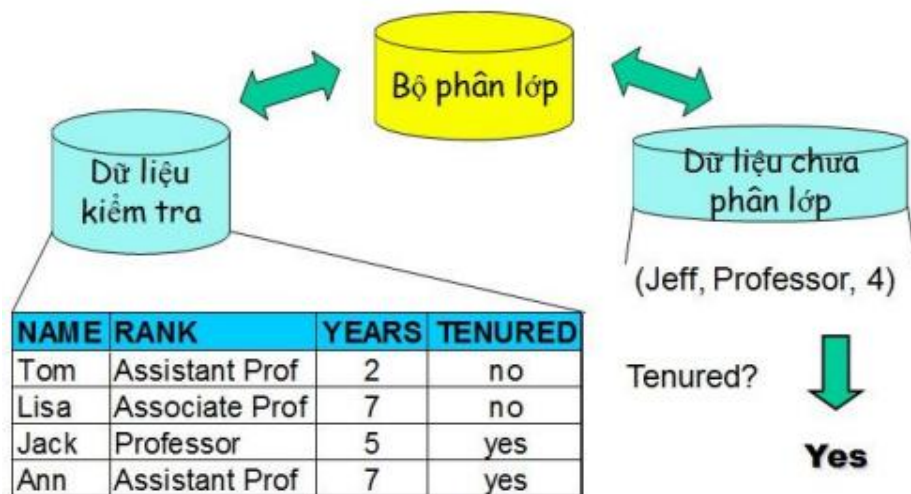 Bộ phân lớp
Dữ liệu
kiểm tra
Dữ liệu chưa
phân lớp
(Jeff, Professor, 4)
NAME RANK YEARS TENURED
Tom Assistant Prof 2 no
Lisa Associate Prof 7 no
Jack Professor 5 yes
Ann Assistant Prof 7 yes
Tenured?
Yes